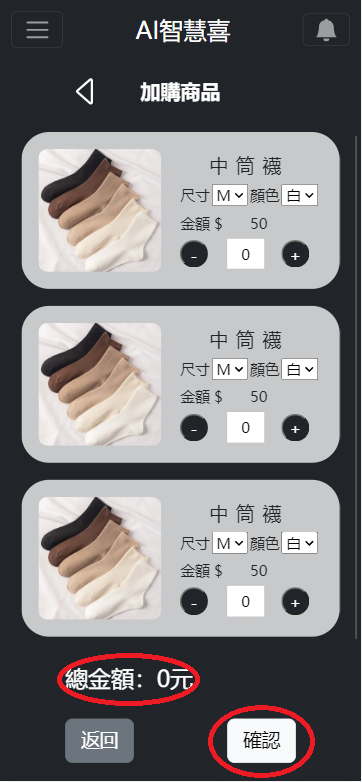 AI智慧喜
加購商品
中筒襪
尺寸 M 顏色 白
金額 $ 50
- 0 +
中筒襪
尺寸 M 顏色 白
金額 $ 50
- 0 +
中筒襪
尺寸 M 顏色 白
金額 $ 50
- 0 +
總金額：0元
返回 確認